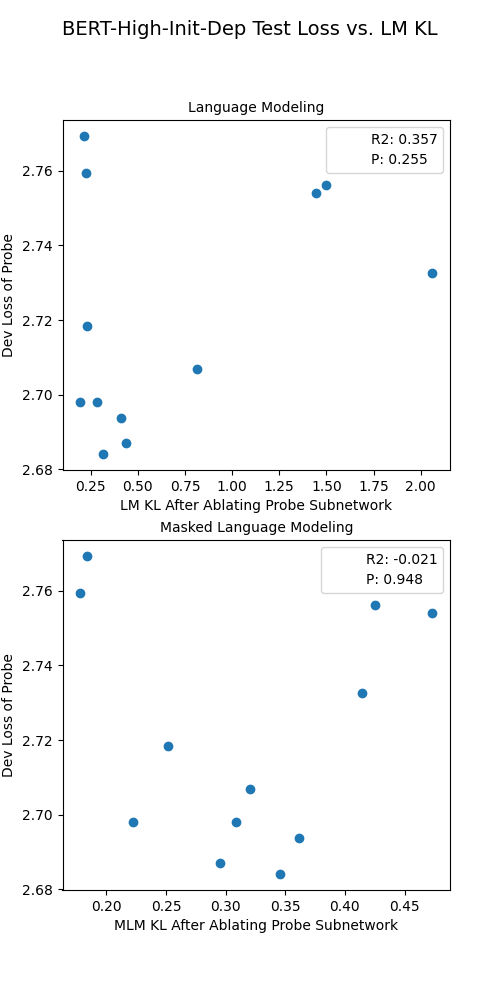 BERT-High-Init-Dep Test Loss vs. LM KL
Language Modeling
R2: 0.357
P: 0.255
2.76
2.74
2.72
2.70
2.68
Dev Loss of Probe
0.25 0.50 0.75 1.00 1.25 1.50 1.75 2.00
LM KL After Ablating Probe Subnetwork
Masked Language Modeling
R2: -0.021
P: 0.948
2.76
2.74
2.72
2.70
2.68
Dev Loss of Probe
0.20 0.25 0.30 0.35 0.40 0.45
MLM KL After Ablating Probe Subnetwork